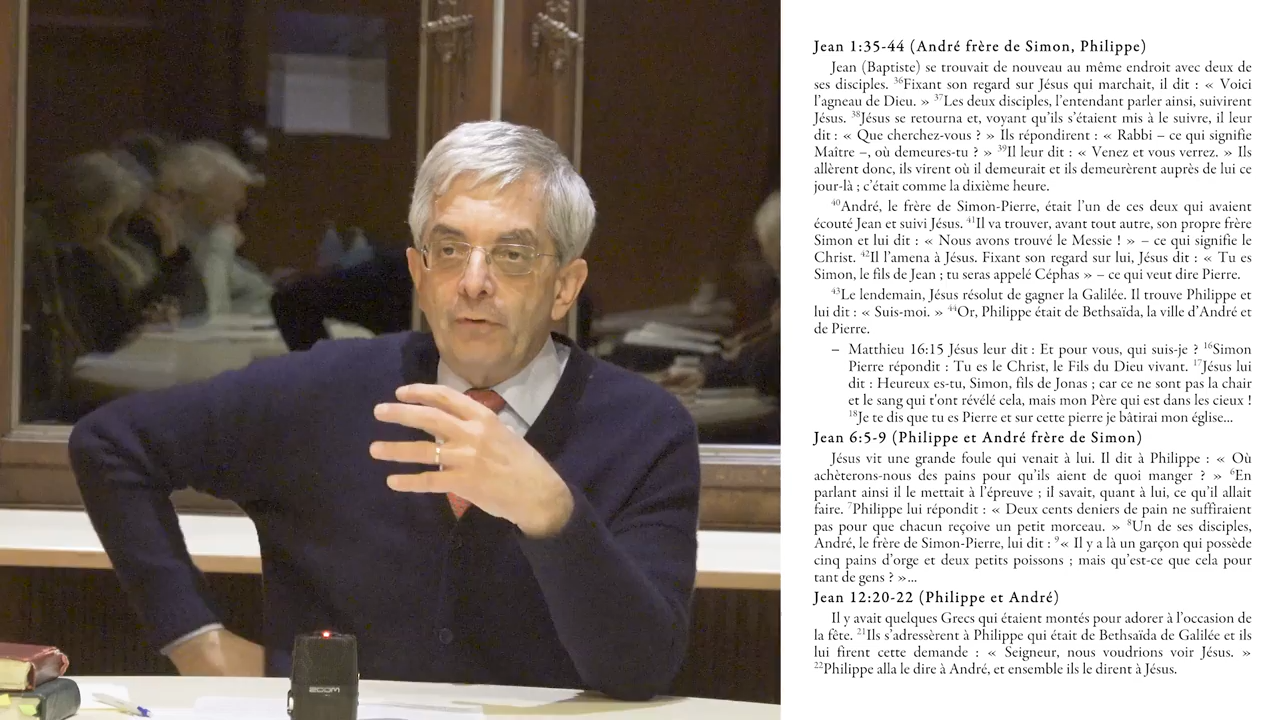 Jean 1:35-44 (André frère de Simon, Philippe)
Jean (Baptiste) se trouvait de nouveau au même endroit avec deux de
ses disciples. ³⁶Fixant son regard sur Jésus qui marchait, il dit : « Voici
l'agneau de Dieu. » ³⁷Les deux disciples, l'entendant parler ainsi, suivirent
Jésus. ³⁸Jésus se retourna et, voyant qu'ils s'étaient mis à le suivre, il leur
dit : « Que cherchez-vous ? » Ils répondirent : « Rabbi – ce qui signifie
Maître –, où demeures-tu ? » ³⁹Il leur dit : « Venez et vous verrez. » Ils
allèrent donc, ils virent où il demeurait et ils demeurèrent auprès de lui ce
jour-là ; c'était comme la dixième heure.
⁴⁰André, le frère de Simon-Pierre, était l'un de ces deux qui avaient
écouté Jean et suivi Jésus. ⁴¹Il va trouver, avant tout autre, son propre frère
Simon et lui dit : « Nous avons trouvé le Messie ! » – ce qui signifie le
Christ. ⁴²Il l'amena à Jésus. Fixant son regard sur lui, Jésus dit : « Tu es
Simon, le fils de Jean ; tu seras appelé Céphas » – ce qui veut dire Pierre.
⁴³Le lendemain, Jésus résolut de gagner la Galilée. Il trouve Philippe et
lui dit : « Suis-moi. » ⁴⁴Or, Philippe était de Bethsaïda, la ville d'André et
de Pierre.
– Matthieu 16:15 Jésus leur dit : Et pour vous, qui suis-je ? ¹⁶Simon
Pierre répondit : Tu es le Christ, le Fils du Dieu vivant. ¹⁷Jésus lui
dit : Heureux es-tu, Simon, fils de Jonas ; car ce ne sont pas la chair
et le sang qui t'ont révélé cela, mais mon Père qui est dans les cieux !
¹⁸Je te dis que tu es Pierre et sur cette pierre je bâtirai mon église...
Jean 6:5-9 (Philippe et André frère de Simon)
Jésus vit une grande foule qui venait à lui. Il dit à Philippe : « Où
achèterons-nous des pains pour qu'ils aient de quoi manger ? » ⁶En
parlant ainsi il le mettait à l'épreuve ; il savait, quant à lui, ce qu'il allait
faire. ⁷Philippe lui répondit : « Deux cents deniers de pain ne suffiraient
pas pour que chacun reçoive un petit morceau. » ⁸Un de ses disciples,
André, le frère de Simon-Pierre, lui dit : ⁹« Il y a là un garçon qui possède
cinq pains d'orge et deux petits poissons ; mais qu'est-ce que cela pour
tant de gens ? »...
Jean 12:20-22 (Philippe et André)
Il y avait quelques Grecs qui étaient montés pour adorer à l'occasion de
la fête. ²¹Ils s'adressèrent à Philippe qui était de Bethsaïda de Galilée et ils
lui firent cette demande : « Seigneur, nous voudrions voir Jésus. »
²²Philippe alla le dire à André, et ensemble ils le dirent à Jésus.
zoom